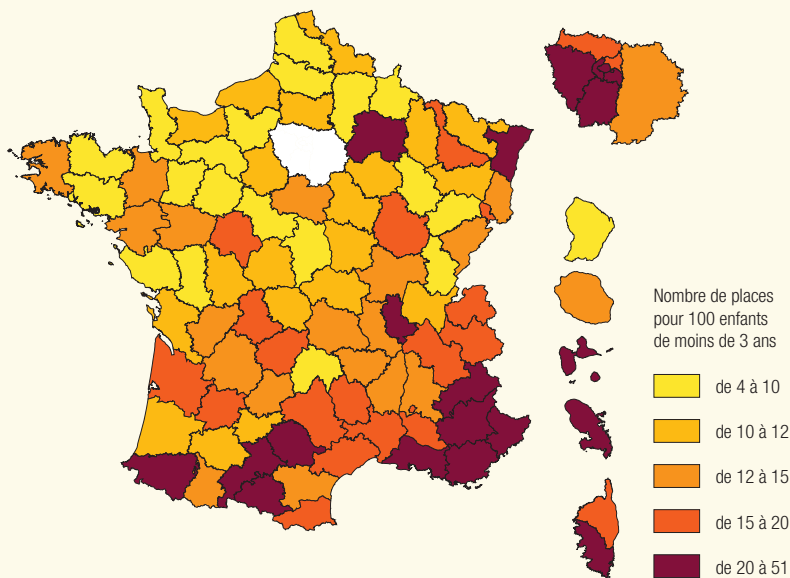 Nombre de places
pour 100 enfants
de moins de 3 ans
de 4 à 10
de 10 à 12
de 12 à 15
de 15 à 20
de 20 à 51